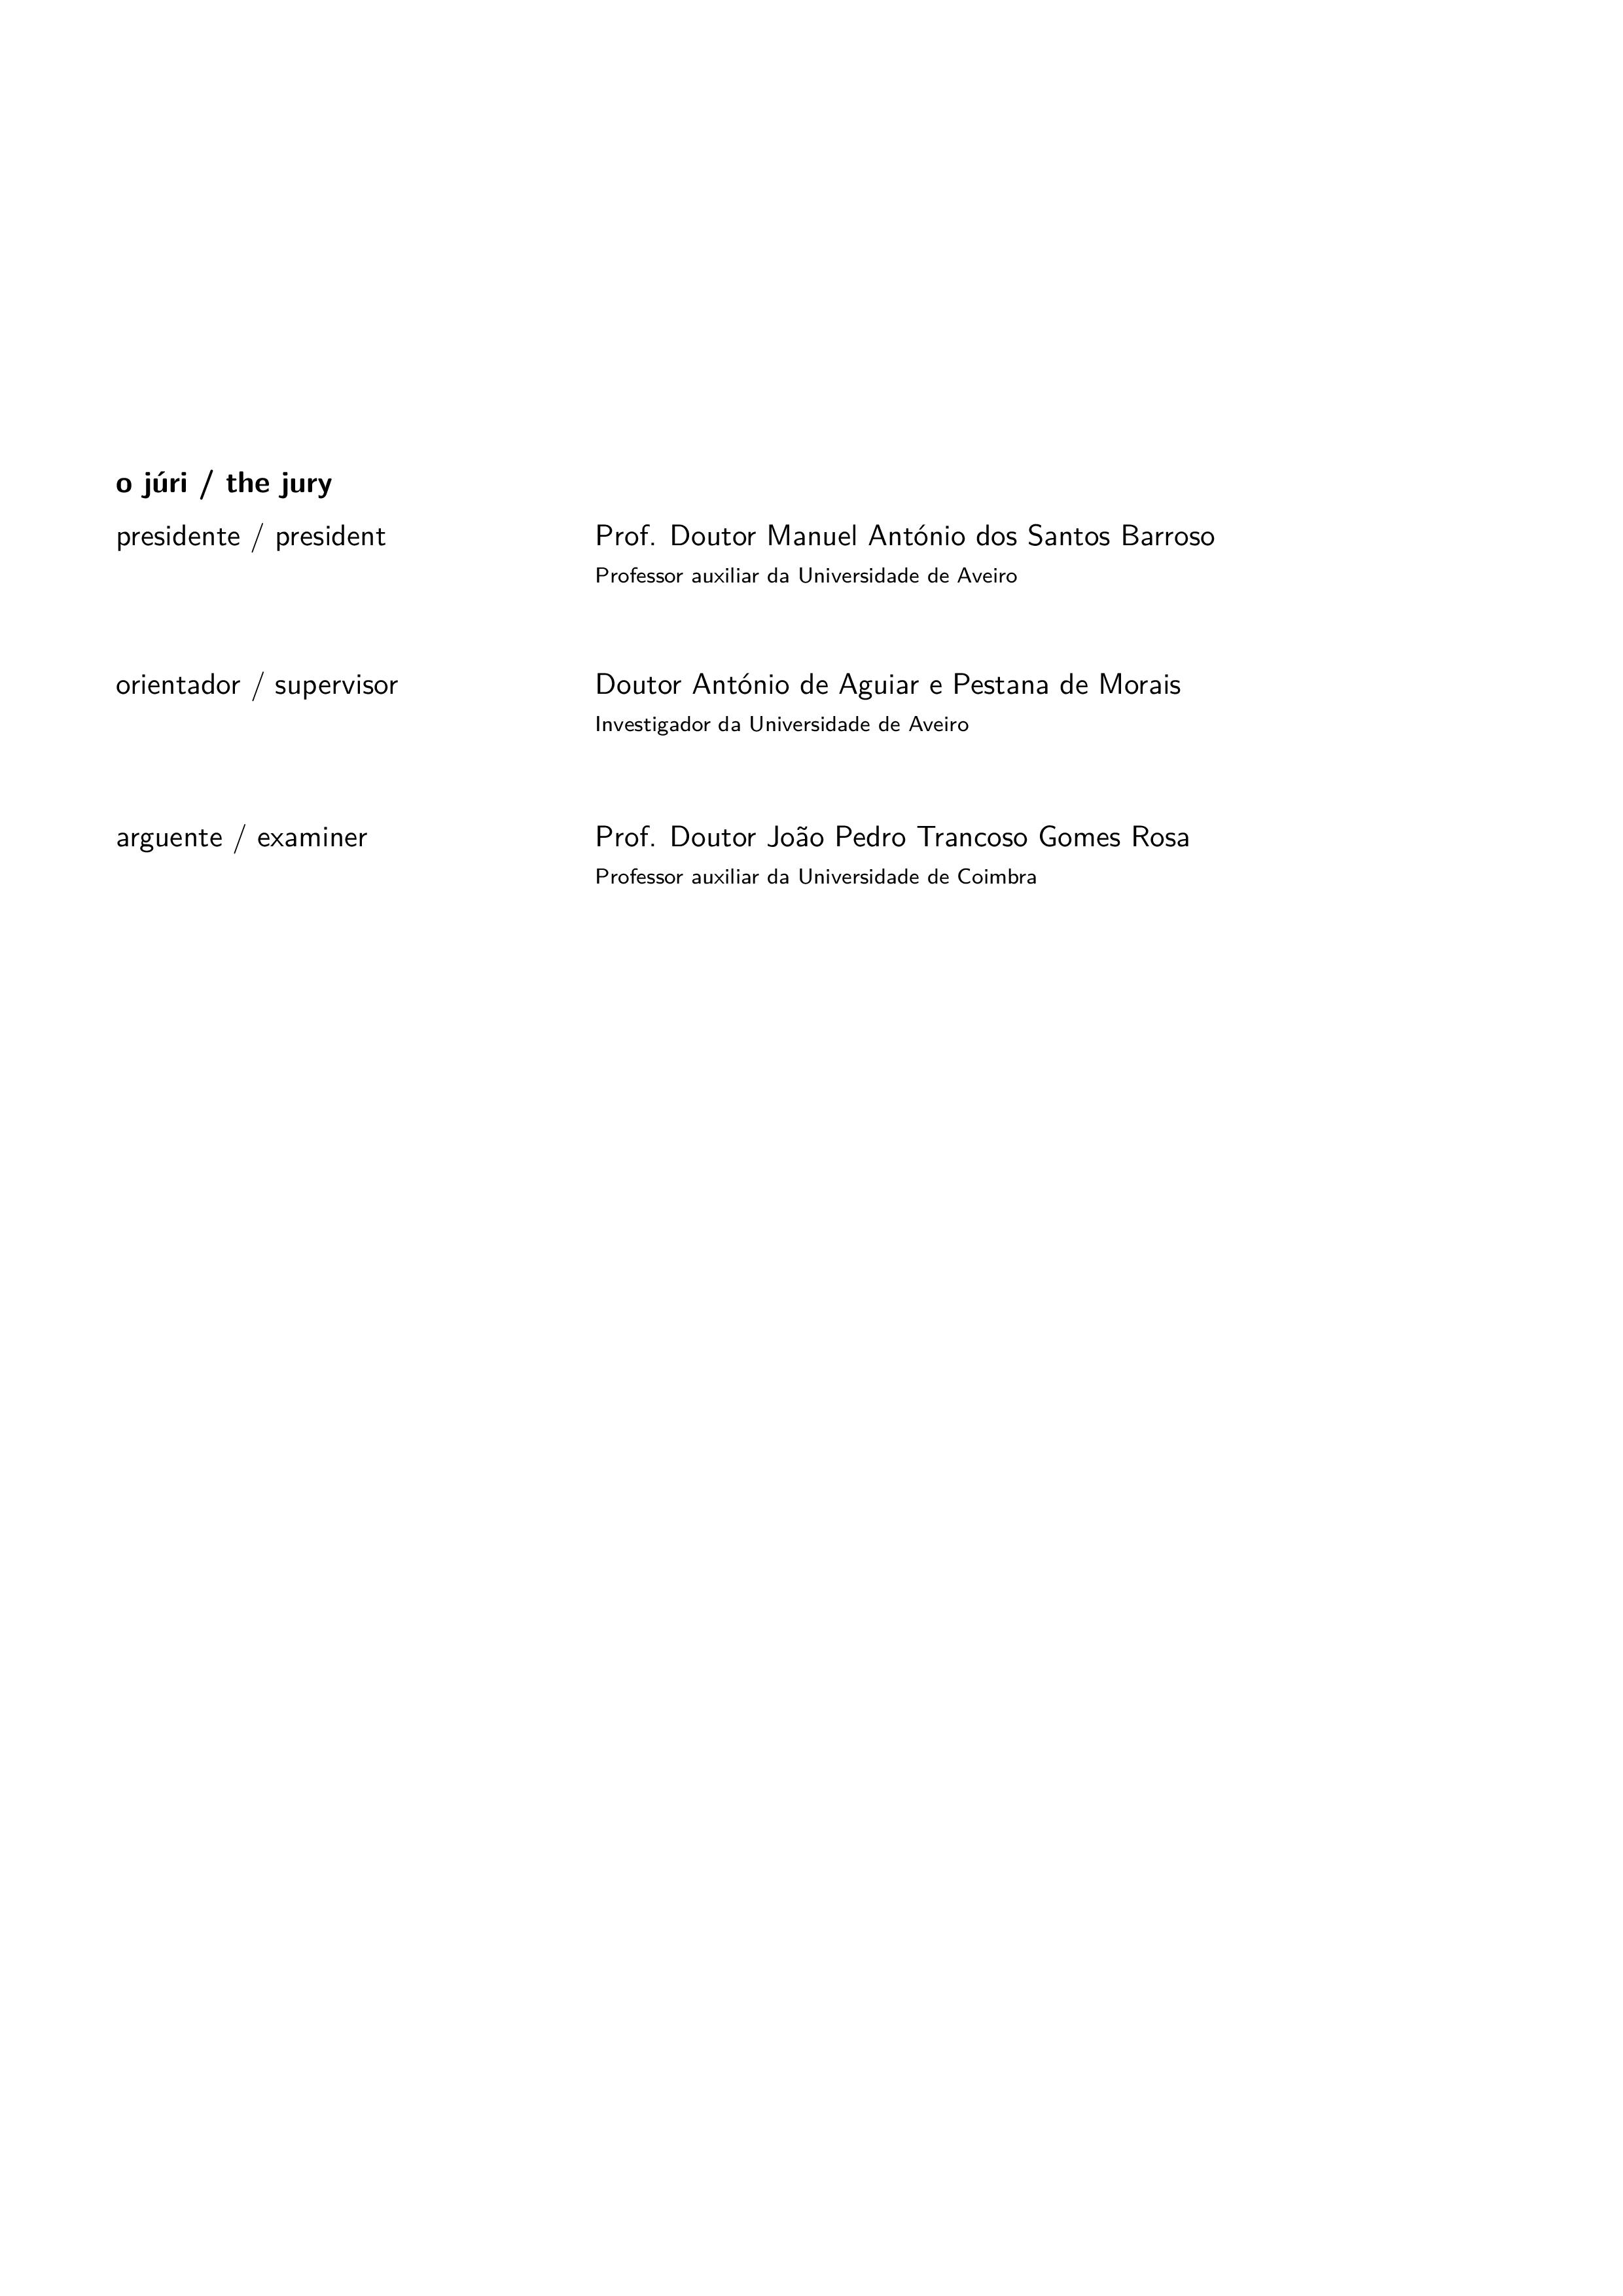 o júri / the jury
presidente / president Prof. Doutor Manuel António dos Santos Barroso
Professor auxiliar da Universidade de Aveiro
orientador / supervisor Doutor António de Aguiar e Pestana de Morais
Investigador da Universidade de Aveiro
arguente / examiner Prof. Doutor João Pedro Trancoso Gomes Rosa
Professor auxiliar da Universidade de Coimbra